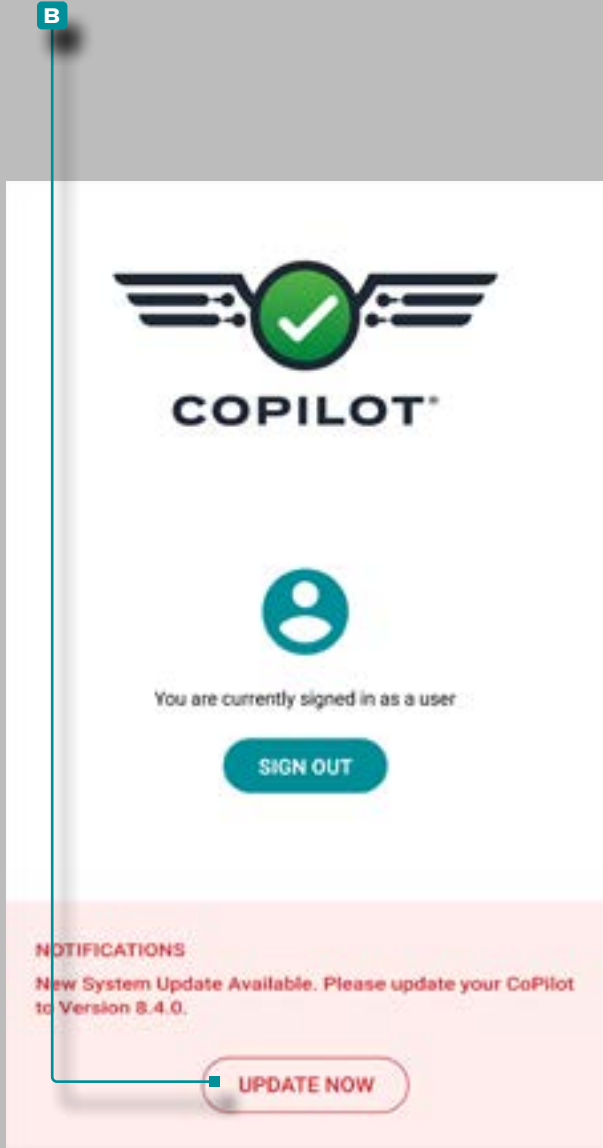 B
COPILOT®
You are currently signed in as a user
SIGN OUT
NOTIFICATIONS
New System Update Available. Please update your CoPilot
to Version 8.4.0.
UPDATE NOW